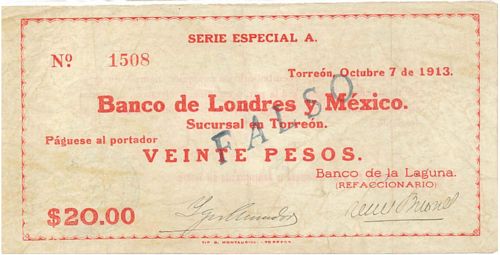 SERIE ESPECIAL A.
Nº 1508
Torreón, Octubre 7 de 1913.
Banco de Londres y México.
Sucursal en Torreón.
FALSO
Páguese al portador
VEINTE PESOS.
Banco de la Laguna.
(REFACCIONARIO)
$20.00